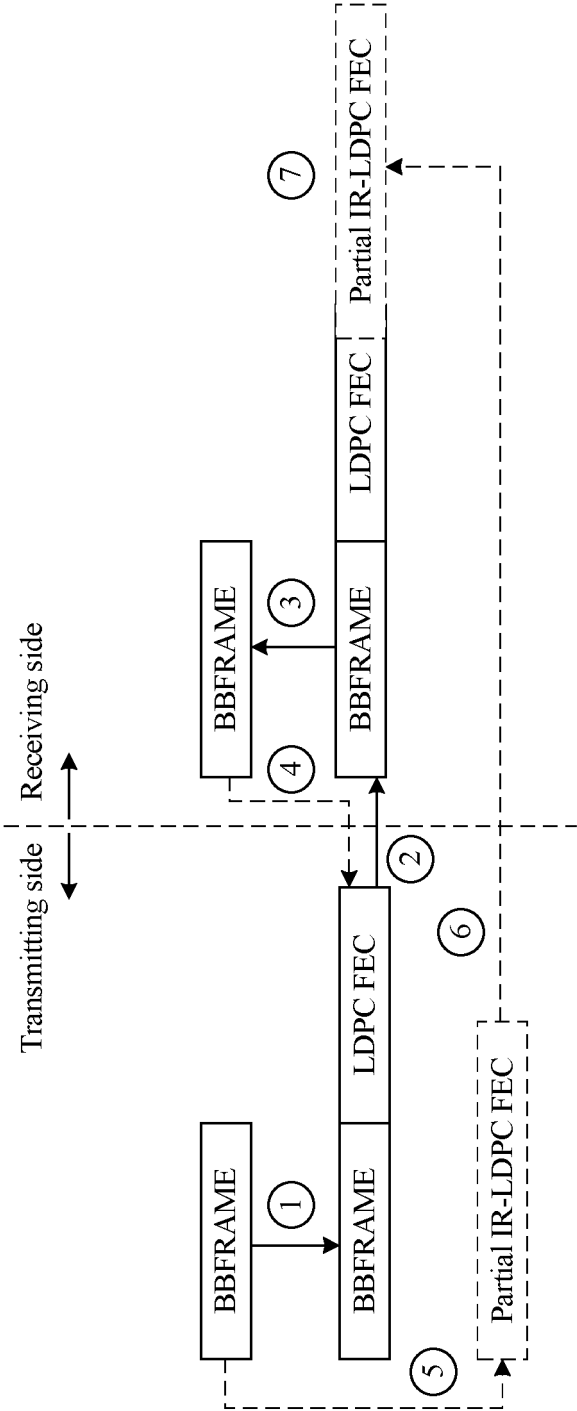 Transmitting side
Receiving side
BBFRAME
BBFRAME
1
4
3
7
BBFRAME
LDPC FEC
BBFRAME
LDPC FEC
Partial IR-LDPC FEC
2
5
6
Partial IR-LDPC FEC